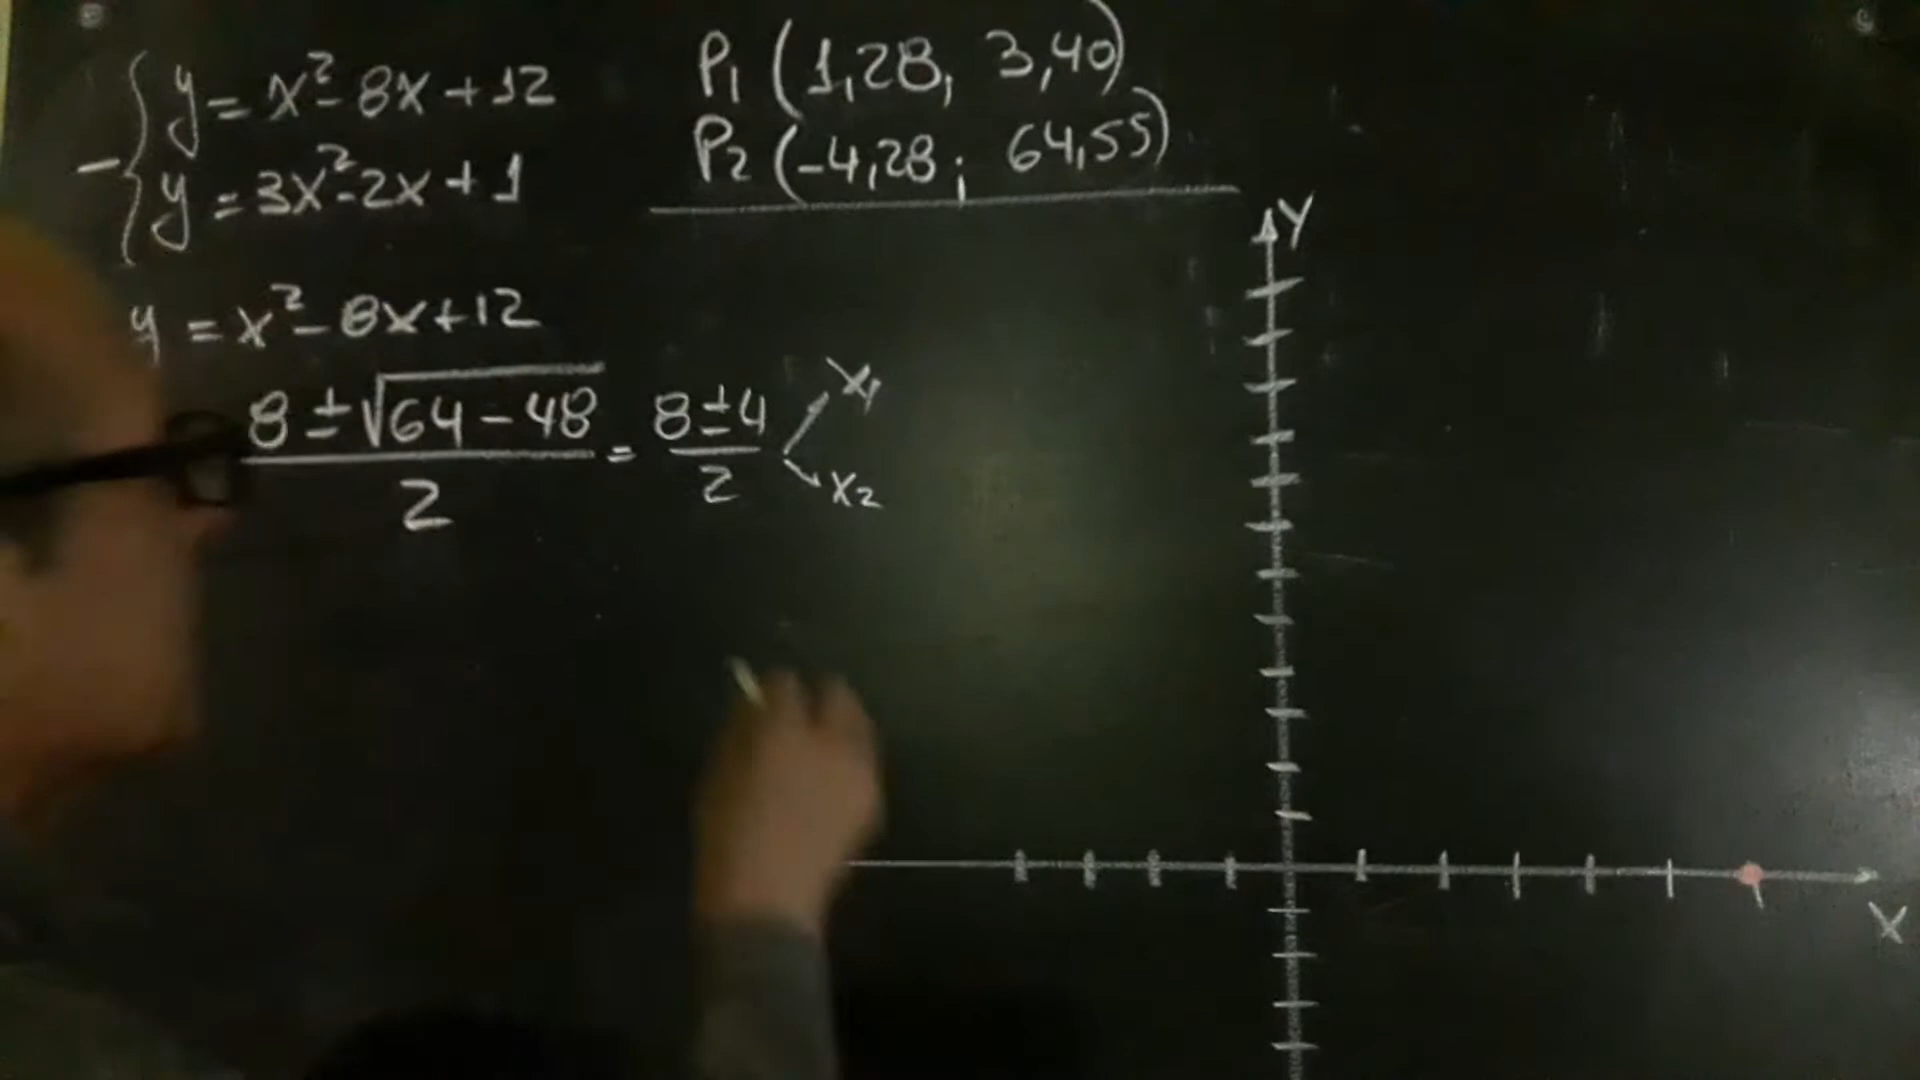 y = x² - 8x + 12
- y = 3x² - 2x + 1
P₁ (1,28, 3,40)
P₂ (-4,28 ; 64,55)
y = x² - 8x + 12
8 ± √64 - 48 / 2 = 8 ± 4 / 2
x₁
x₂
Y
X